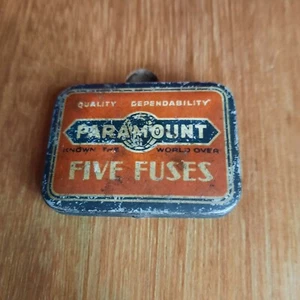 QUALITY DEPENDABILITY
PARAMOUNT
KNOWN THE WORLD OVER
FIVE FUSES